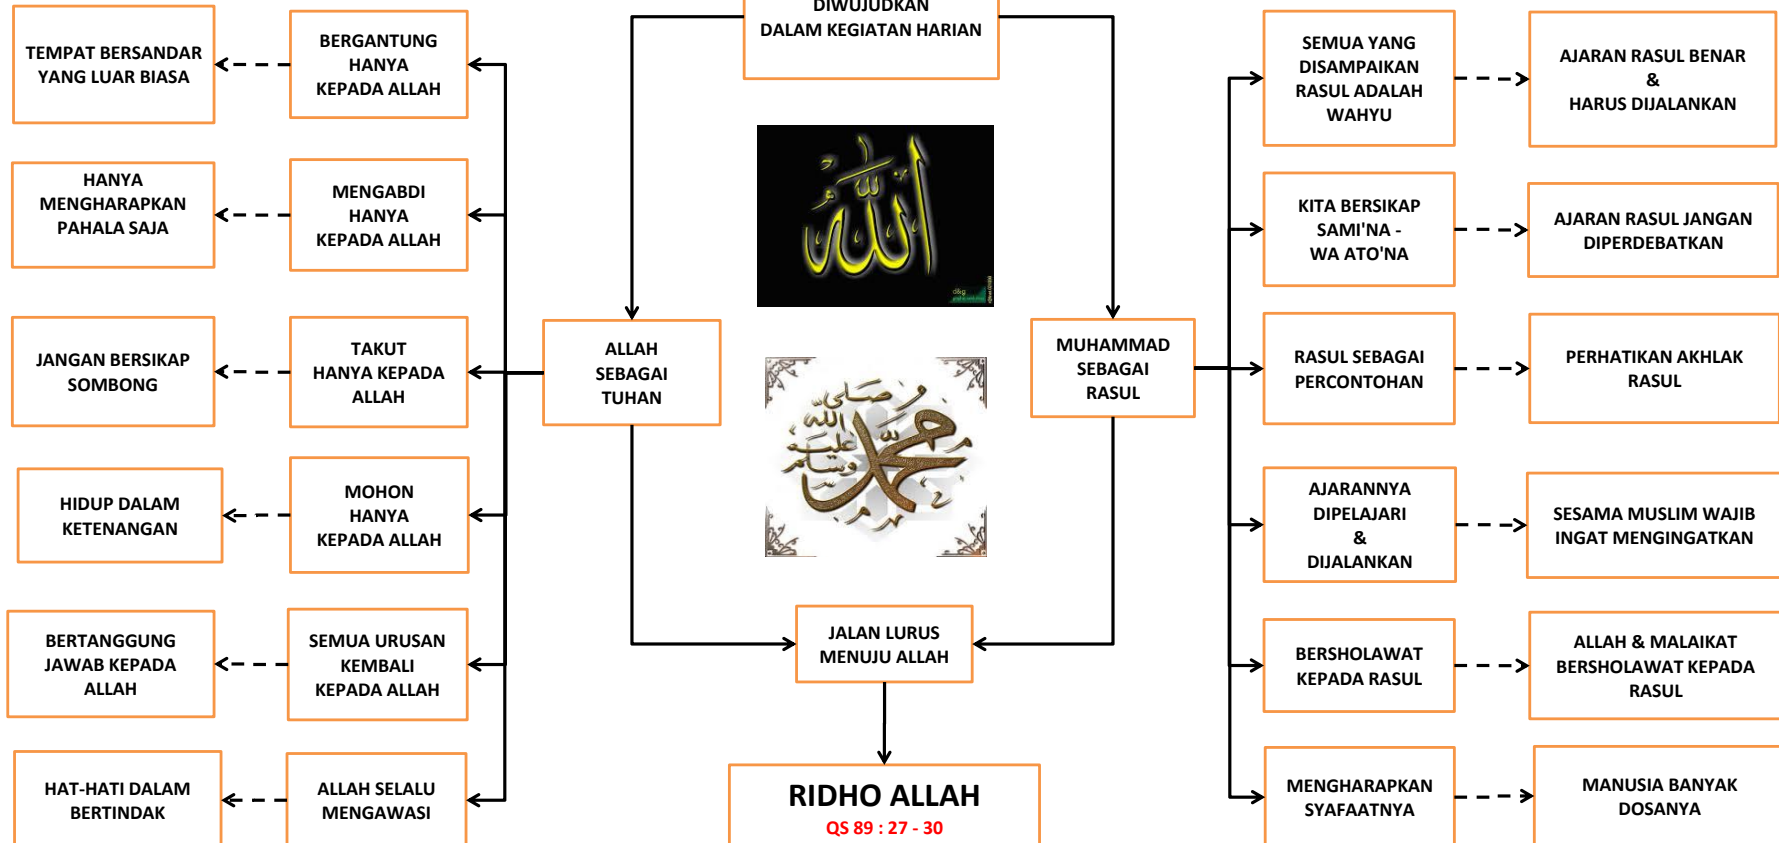 DIWUJUDKAN
DALAM KEGIATAN HARIAN
TEMPAT BERSANDAR
YANG LUAR BIASA
BERGANTUNG
HANYA
KEPADA ALLAH
HANYA
MENGHARAPKAN
PAHALA SAJA
MENGABDI
HANYA
KEPADA ALLAH
JANGAN BERSIKAP
SOMBONG
TAKUT
HANYA KEPADA
ALLAH
HIDUP DALAM
KETENANGAN
MOHON
HANYA
KEPADA ALLAH
BERTANGGUNG
JAWAB KEPADA
ALLAH
SEMUA URUSAN
KEMBALI
KEPADA ALLAH
HAT-HATI DALAM
BERTINDAK
ALLAH SELALU
MENGAWASI
ALLAH
SEBAGAI
TUHAN
الله
محمد
صلى الله عليه وسلم
JALAN LURUS
MENUJU ALLAH
RIDHO ALLAH
QS 89 : 27 - 30
MUHAMMAD
SEBAGAI
RASUL
SEMUA YANG
DISAMPAIKAN
RASUL ADALAH
WAHYU
AJARAN RASUL BENAR
&
HARUS DIJALANKAN
KITA BERSIKAP
SAMI'NA -
WA ATO'NA
AJARAN RASUL JANGAN
DIPERDEBATKAN
RASUL SEBAGAI
PERCONTOHAN
PERHATIKAN AKHLAK
RASUL
AJARANNYA
DIPELAJARI
&
DIJALANKAN
SESAMA MUSLIM WAJIB
INGAT MENGINGATKAN
BERSHOLAWAT
KEPADA RASUL
ALLAH & MALAIKAT
BERSHOLAWAT KEPADA
RASUL
MENGHARAPKAN
SYAFAATNYA
MANUSIA BANYAK
DOSANYA